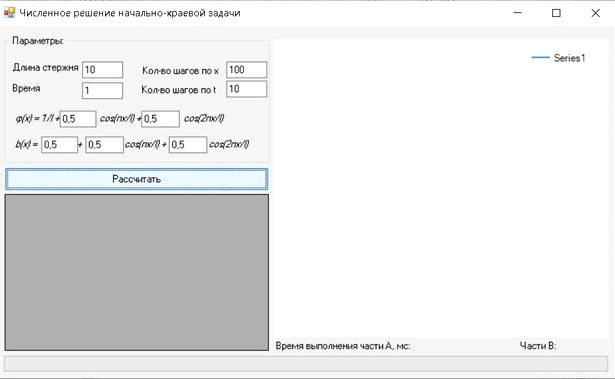 Численное решение начально-краевой задачи
Параметры:
Длина стержня 10 Кол-во шагов по x 100
Время 1 Кол-во шагов по t 10
φ(x) = 1/l + 0,5 cos(πx/l) + 0,5 cos(2πx/l)
b(x) = 0,5 + 0,5 cos(πx/l) + 0,5 cos(2πx/l)
Рассчитать
Series1
Время выполнения части A, мс: Части B: